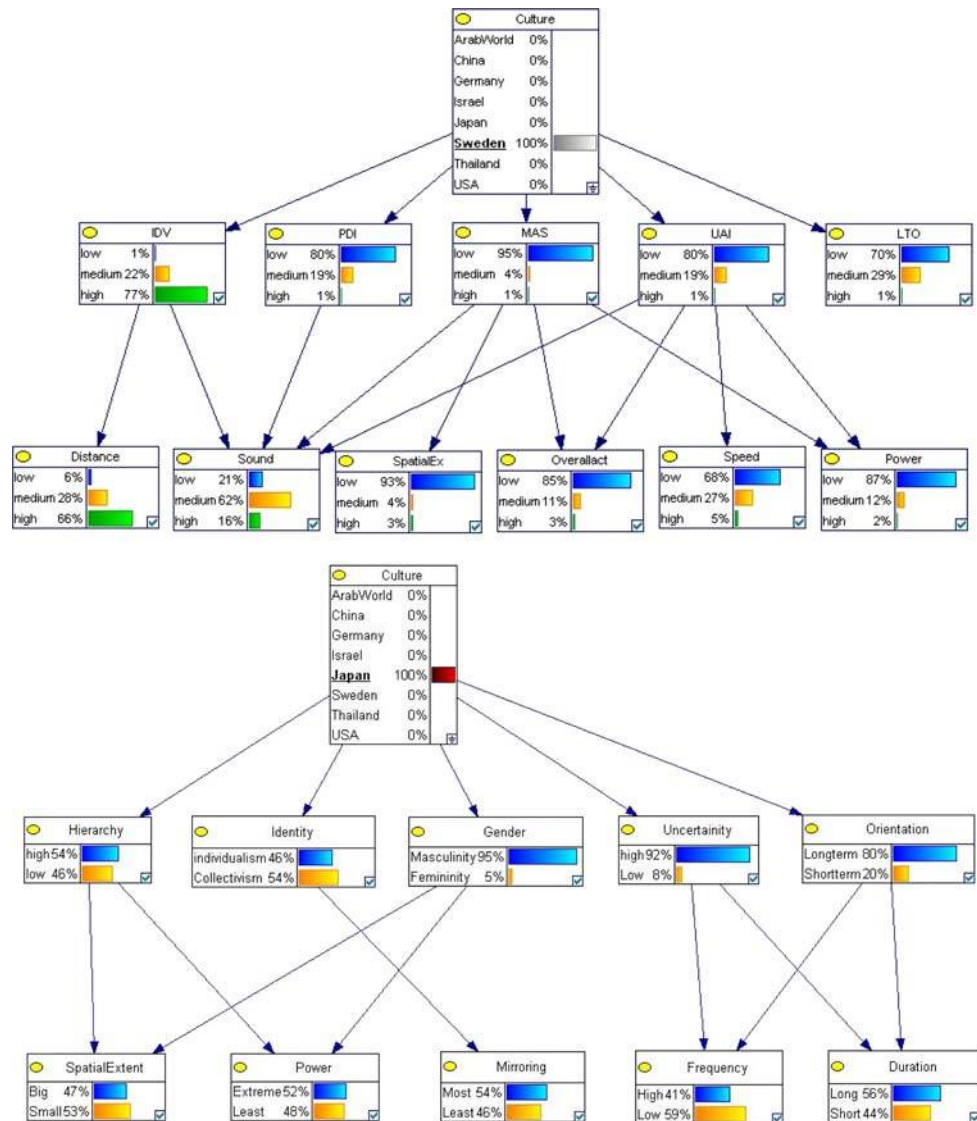 Culture
ArabWorld 0%
China 0%
Germany 0%
Israel 0%
Japan 0%
Sweden 100%
Thailand 0%
USA 0%
IDV
low 1%
medium 22%
high 77%
PDI
low 80%
medium 19%
high 1%
MAS
low 95%
medium 4%
high 1%
UAI
low 80%
medium 19%
high 1%
LTO
low 70%
medium 29%
high 1%
Distance
low 6%
medium 28%
high 66%
Sound
low 21%
medium 62%
high 16%
SpatialEx
low 93%
medium 4%
high 3%
Overallact
low 85%
medium 11%
high 3%
Speed
low 68%
medium 27%
high 5%
Power
low 87%
medium 12%
high 2%
Culture
ArabWorld 0%
China 0%
Germany 0%
Israel 0%
Japan 100%
Sweden 0%
Thailand 0%
USA 0%
Hierarchy
high 54%
low 46%
Identity
individualism 46%
Collectivism 54%
Gender
Masculinity 95%
Femininity 5%
Uncertainity
high 92%
Low 8%
Orientation
Longterm 80%
Shortterm 20%
SpatialExtent
Big 47%
Small 53%
Power
Extreme 52%
Least 48%
Mirroring
Most 54%
Least 46%
Frequency
High 41%
Low 59%
Duration
Long 56%
Short 44%